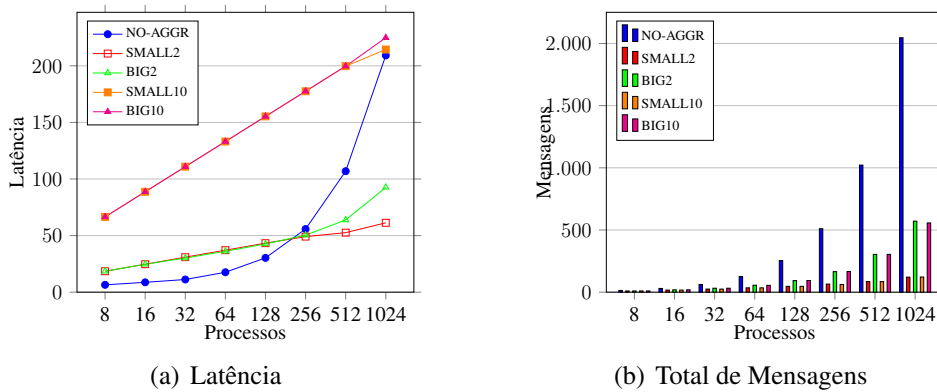 200
150
100
50
0
Latência
NO-AGGR
SMALL2
BIG2
SMALL10
BIG10
8 16 32 64 128 256 512 1024
Processos
(a) Latência
2.000
1.500
1.000
500
0
Mensagens
NO-AGGR
SMALL2
BIG2
SMALL10
BIG10
8 16 32 64 128 256 512 1024
Processos
(b) Total de Mensagens